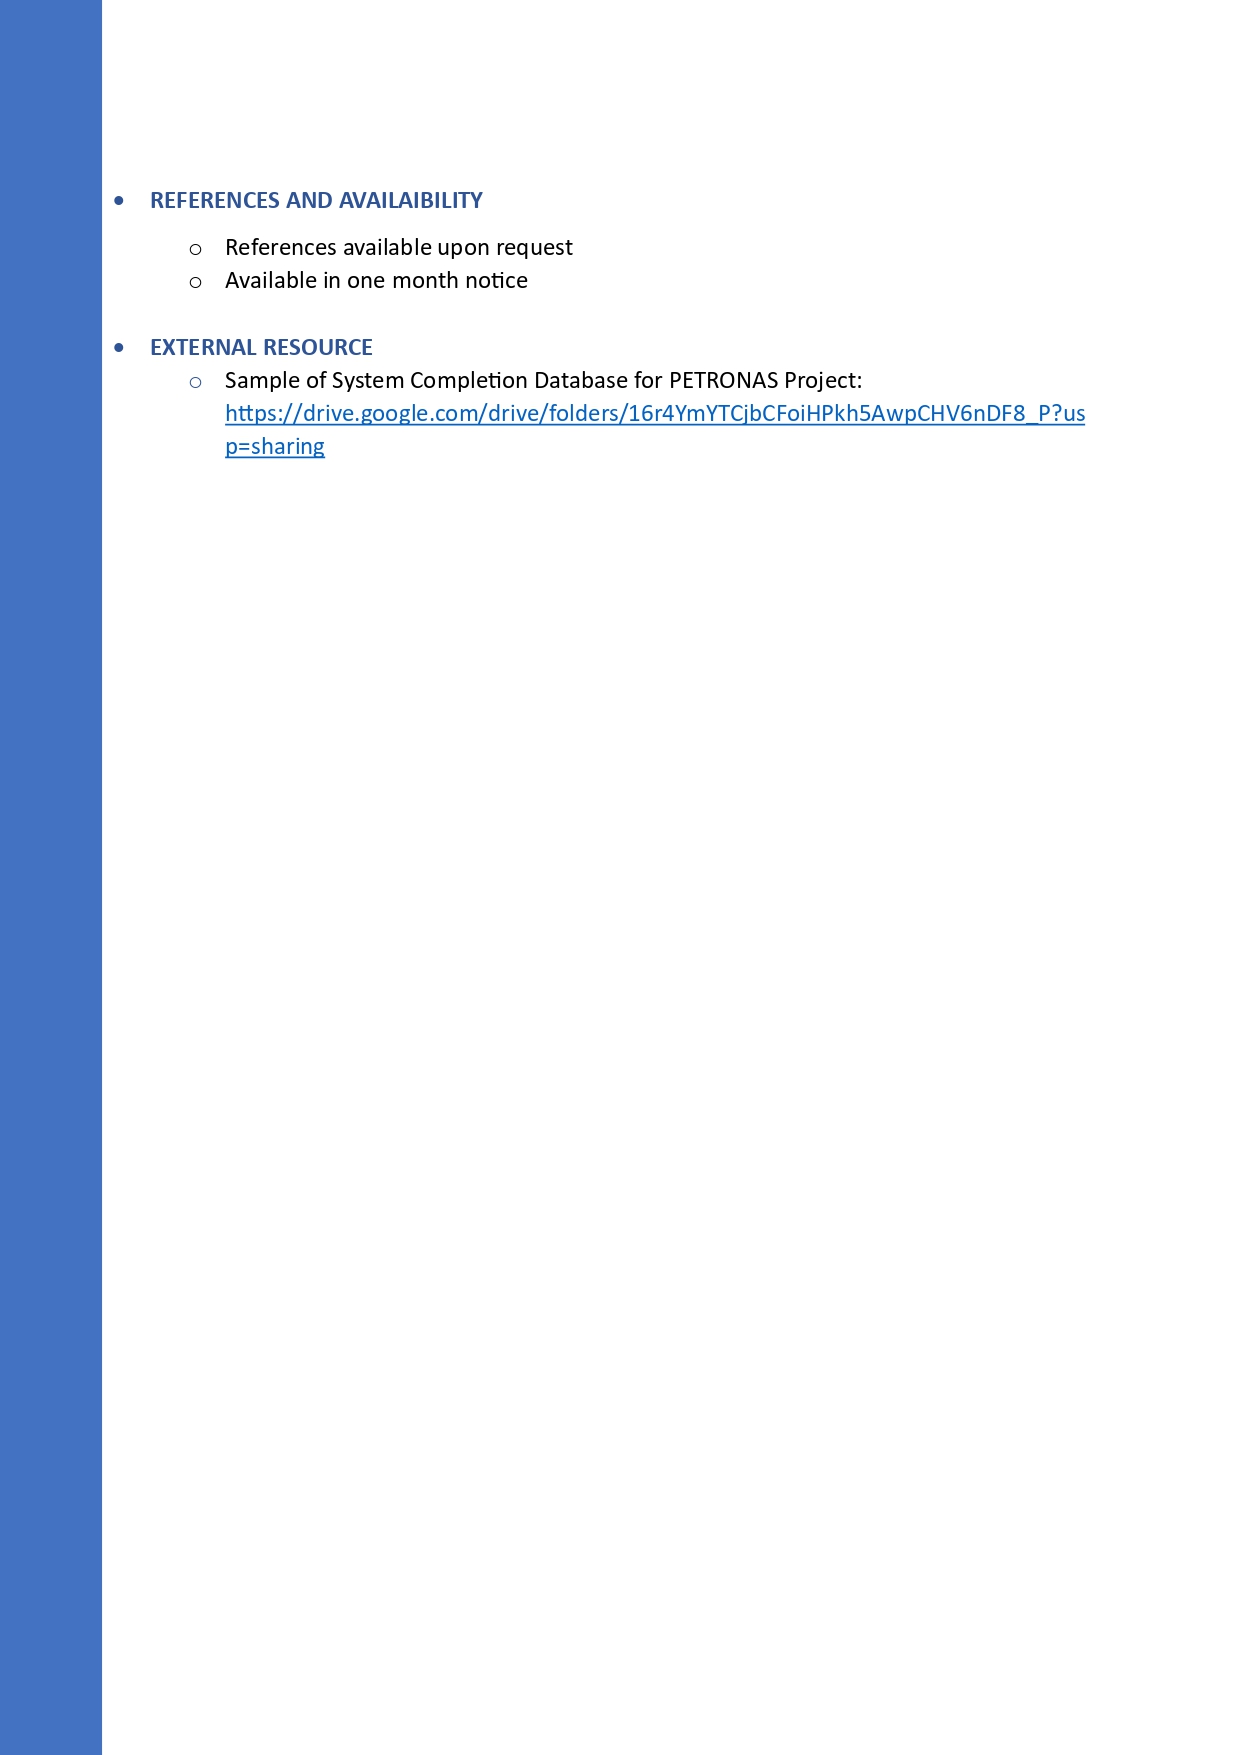 • REFERENCES AND AVAILAIBILITY
o References available upon request
o Available in one month notice
• EXTERNAL RESOURCE
o Sample of System Completion Database for PETRONAS Project:
https://drive.google.com/drive/folders/16r4YmYTCjbCFoiHPkh5AwpCHV6nDF8_P?us
p=sharing